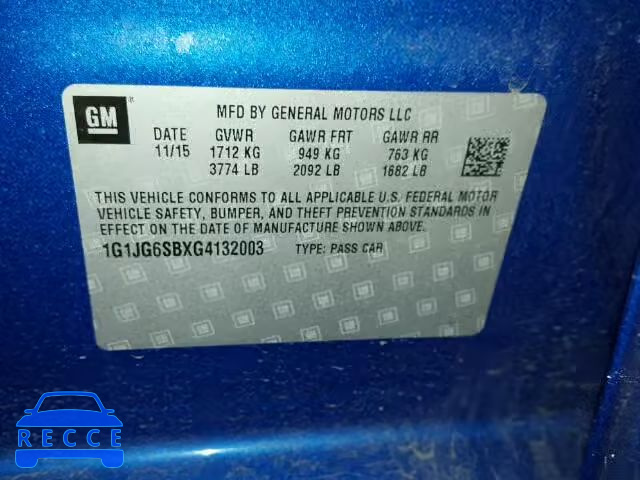 GM ®
MFD BY GENERAL MOTORS LLC
DATE GVWR GAWR FRT GAWR RR
11/15 1712 KG 949 KG 763 KG
3774 LB 2092 LB 1682 LB
THIS VEHICLE CONFORMS TO ALL APPLICABLE U.S. FEDERAL MOTOR
VEHICLE SAFETY, BUMPER, AND THEFT PREVENTION STANDARDS IN
EFFECT ON THE DATE OF MANUFACTURE SHOWN ABOVE.
1G1JG6SBXG4132003 TYPE: PASS CAR
RECCE